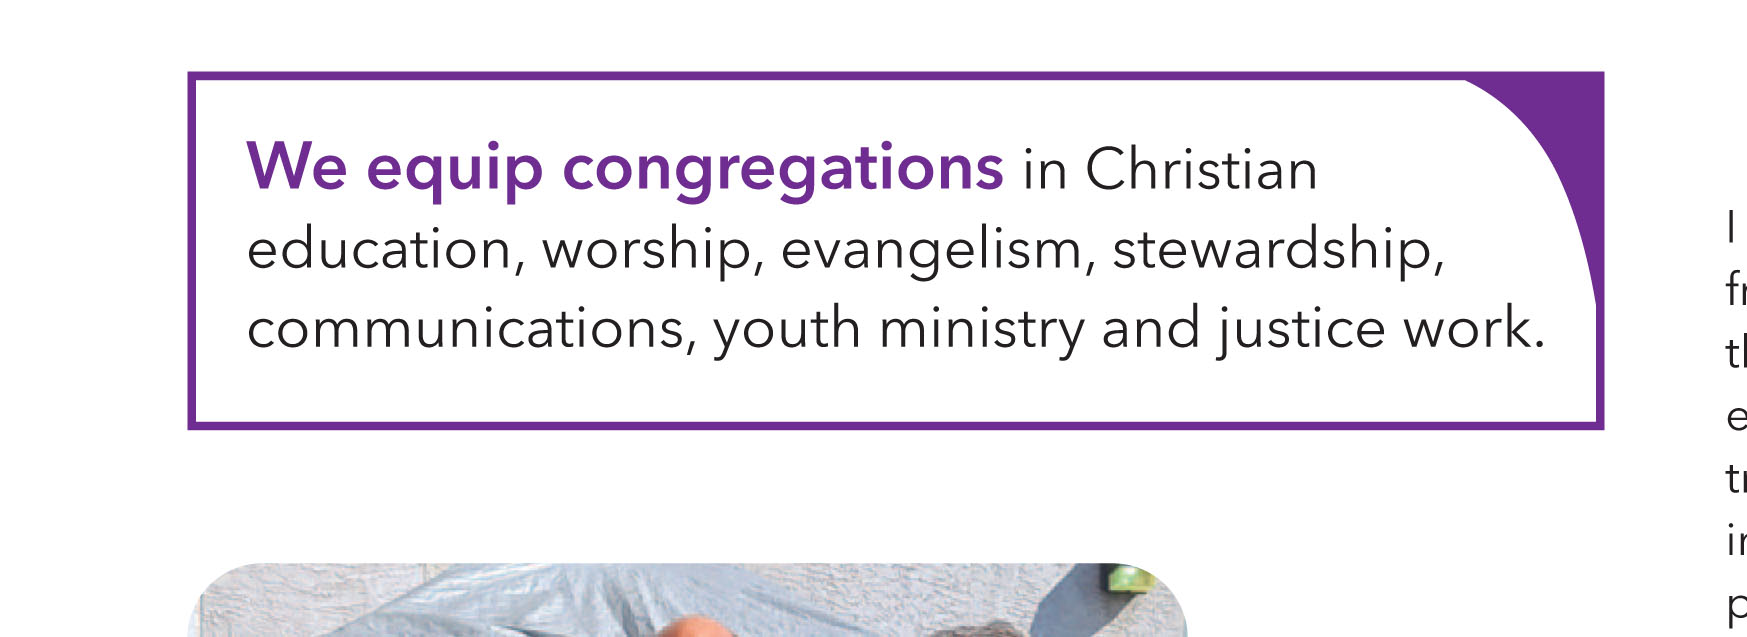 We equip congregations in Christian
education, worship, evangelism, stewardship,
communications, youth ministry and justice work.
I